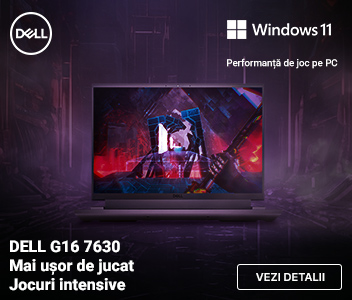 DELL
Windows 11
Performanță de joc pe PC
DELL G16 7630
Mai ușor de jucat
Jocuri intensive
VEZI DETALII